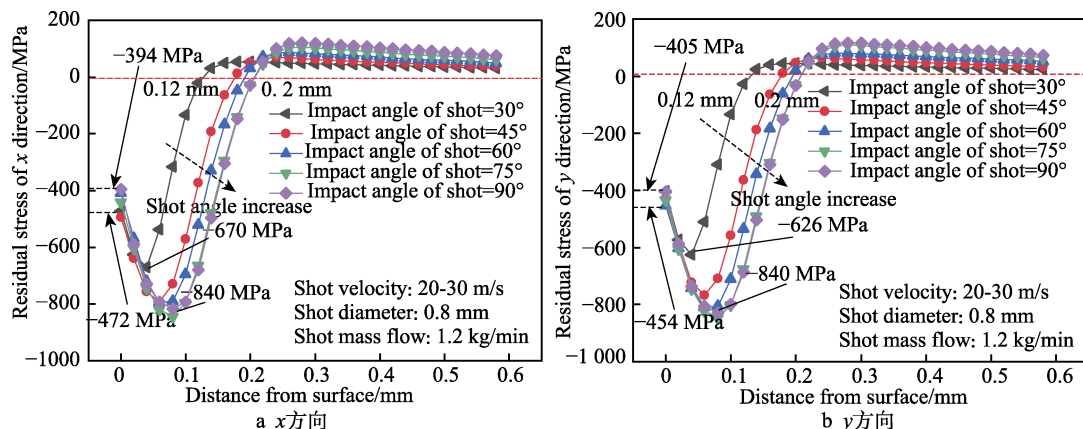 Residual stress of x direction/MPa
200
0
−200
−400
−600
−800
−1 000
−394 MPa
0.12 mm
0.2 mm
Impact angle of shot=30°
Impact angle of shot=45°
Impact angle of shot=60°
Impact angle of shot=75°
Impact angle of shot=90°
Shot angle increase
−670 MPa
−840 MPa
−472 MPa
Shot velocity: 20-30 m/s
Shot diameter: 0.8 mm
Shot mass flow: 1.2 kg/min
0 0.1 0.2 0.3 0.4 0.5 0.6
Distance from surface/mm
a x方向
Residual stress of y direction/MPa
200
0
−200
−400
−600
−800
−1 000
−405 MPa
0.12 mm
0.2 mm
Impact angle of shot=30°
Impact angle of shot=45°
Impact angle of shot=60°
Impact angle of shot=75°
Impact angle of shot=90°
Shot angle increase
−626 MPa
−840 MPa
−454 MPa
Shot velocity: 20-30 m/s
Shot diameter: 0.8 mm
Shot mass flow: 1.2 kg/min
0 0.1 0.2 0.3 0.4 0.5 0.6
Distance from surface/mm
b y方向